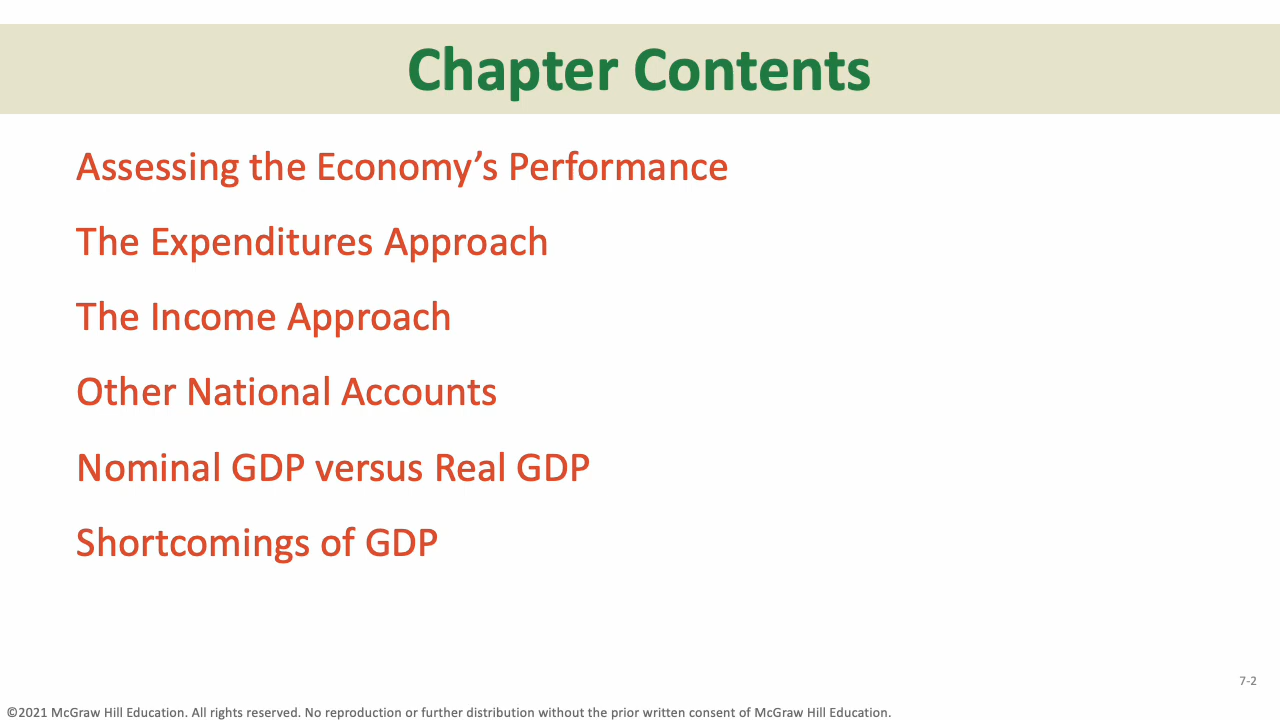 Chapter Contents
Assessing the Economy’s Performance
The Expenditures Approach
The Income Approach
Other National Accounts
Nominal GDP versus Real GDP
Shortcomings of GDP
7-2
©2021 McGraw Hill Education. All rights reserved. No reproduction or further distribution without the prior written consent of McGraw Hill Education.